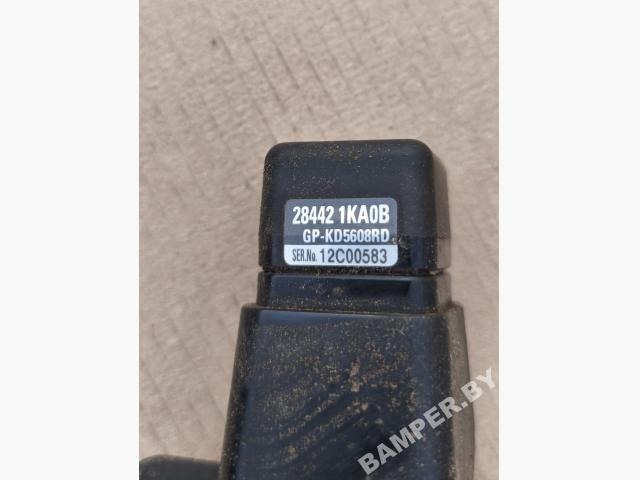 28442 1KA0B
GP-KD5608RD
SER.No. 12C00583
BAMPER.BY